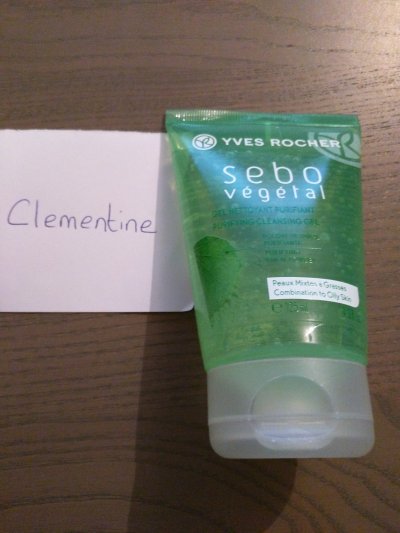 Clementine
YVES ROCHER
sebo
végétal
GEL NETTOYANT PURIFIANT
PURIFYING CLEANSING GEL
Peaux Mixtes à Grasses
Combination to Oily Skin